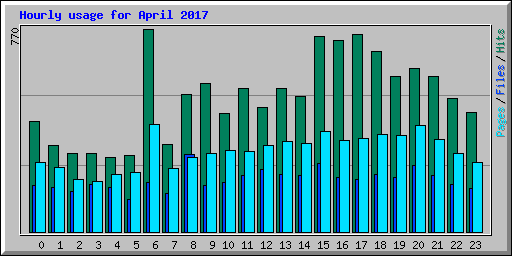 Hourly usage for April 2017
770
Pages / Files / Hits
0 1 2 3 4 5 6 7 8 9 10 11 12 13 14 15 16 17 18 19 20 21 22 23